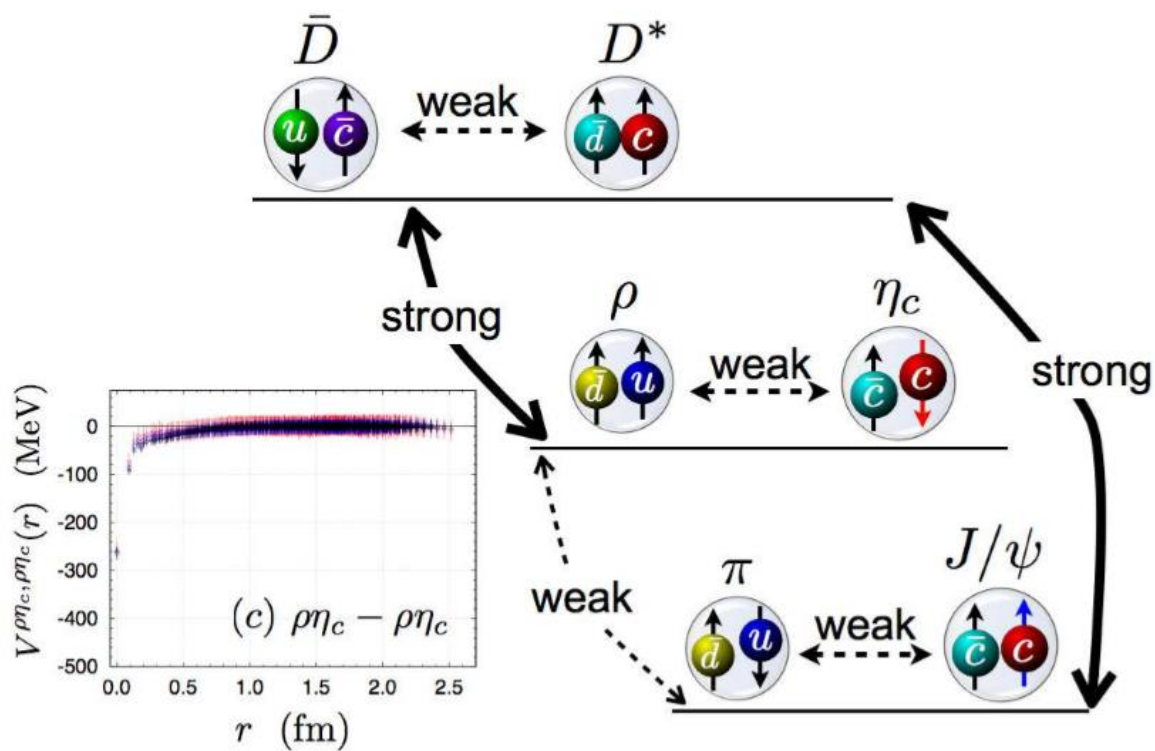 D̄ D*
u c̄ weak d̄ c
strong
ρ η_c
d̄ u weak c̄ c
strong
weak
π J/ψ
d̄ u weak c̄ c
V^{ρη_c, ρη_c}(r) (MeV)
0
-100
-200
-300
-400
-500
(c) ρη_c − ρη_c
0.0 0.5 1.0 1.5 2.0 2.5
r (fm)